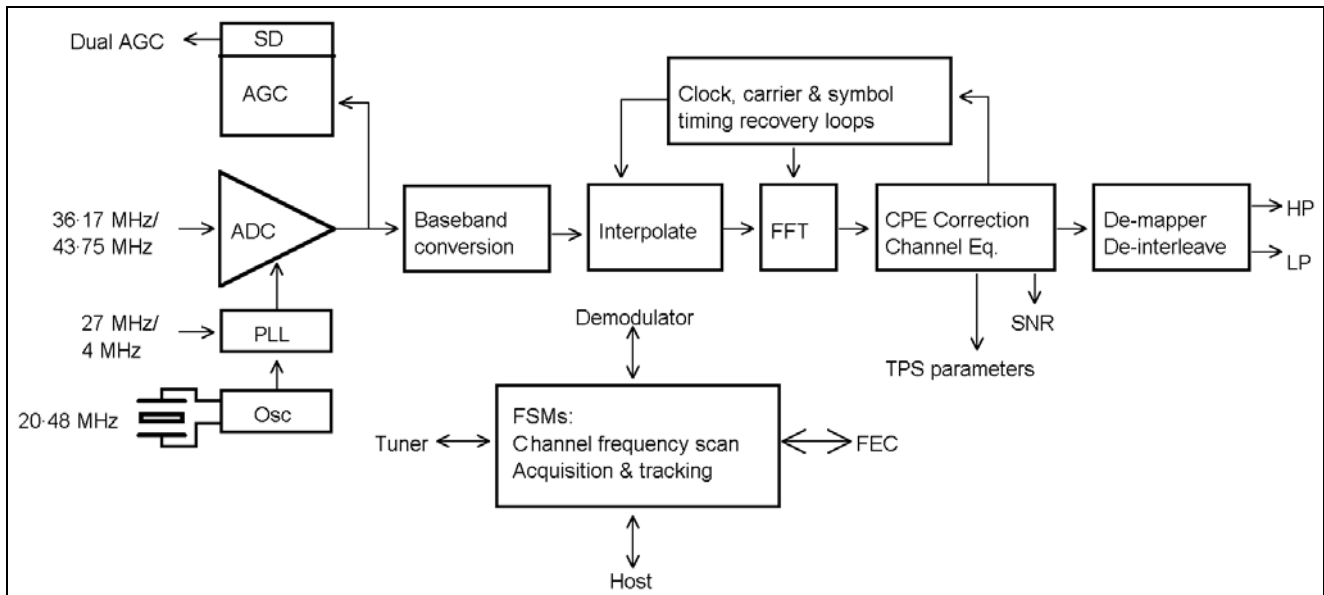 Dual AGC
SD
AGC
Clock, carrier & symbol
timing recovery loops
36·17 MHz/
43·75 MHz
ADC
Baseband
conversion
Interpolate
FFT
CPE Correction
Channel Eq.
De-mapper
De-interleave
HP
LP
27 MHz/
4 MHz
PLL
SNR
TPS parameters
20·48 MHz
Osc
Demodulator
Tuner
FSMs:
Channel frequency scan
Acquisition & tracking
FEC
Host